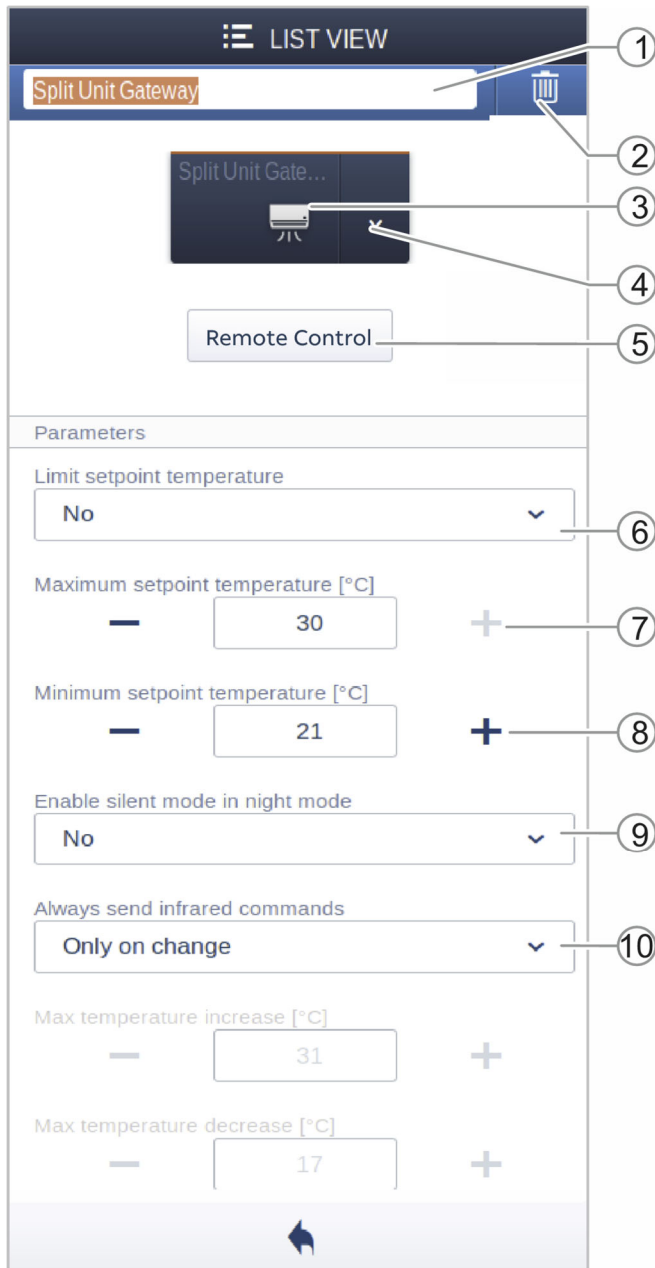 LIST VIEW
1
Split Unit Gateway
2
Split Unit Gate...
3
4
Remote Control
5
Parameters
Limit setpoint temperature
No
6
Maximum setpoint temperature [°C]
30
7
Minimum setpoint temperature [°C]
21
8
Enable silent mode in night mode
No
9
Always send infrared commands
Only on change
10
Max temperature increase [°C]
31
Max temperature decrease [°C]
17